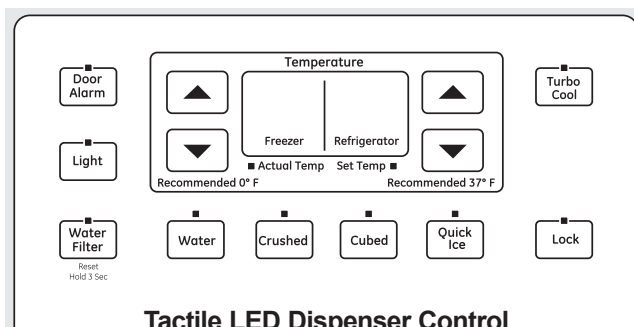 Temperature
Door
Alarm
Turbo
Cool
Freezer
Refrigerator
Light
Actual Temp
Set Temp
Recommended 0° F
Recommended 37° F
Water
Filter
Water
Crushed
Cubed
Quick
Ice
Lock
Reset
Hold 3 Sec
Tactile LED Dispenser Control